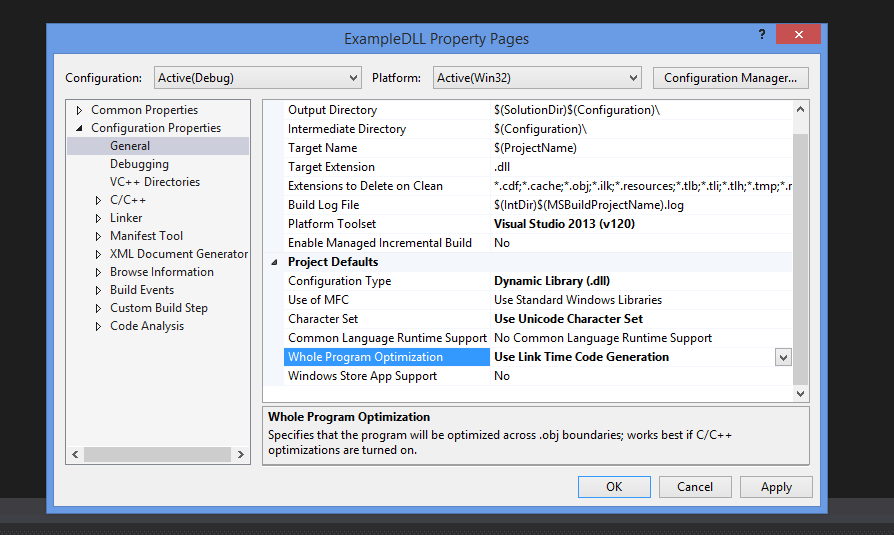 ExampleDLL Property Pages
?
Configuration: Active(Debug) Platform: Active(Win32) Configuration Manager...
Common Properties
Configuration Properties
General
Debugging
VC++ Directories
C/C++
Linker
Manifest Tool
XML Document Generator
Browse Information
Build Events
Custom Build Step
Code Analysis
Output Directory $(SolutionDir)$(Configuration)\
Intermediate Directory $(Configuration)\
Target Name $(ProjectName)
Target Extension .dll
Extensions to Delete on Clean *.cdf;*.cache;*.obj;*.ilk;*.resources;*.tlb;*.tli;*.tlh;*.tmp;*.r
Build Log File $(IntDir)$(MSBuildProjectName).log
Platform Toolset Visual Studio 2013 (v120)
Enable Managed Incremental Build No
Project Defaults
Configuration Type Dynamic Library (.dll)
Use of MFC Use Standard Windows Libraries
Character Set Use Unicode Character Set
Common Language Runtime Support No Common Language Runtime Support
Whole Program Optimization Use Link Time Code Generation
Windows Store App Support No
Whole Program Optimization
Specifies that the program will be optimized across .obj boundaries; works best if C/C++
optimizations are turned on.
OK Cancel Apply